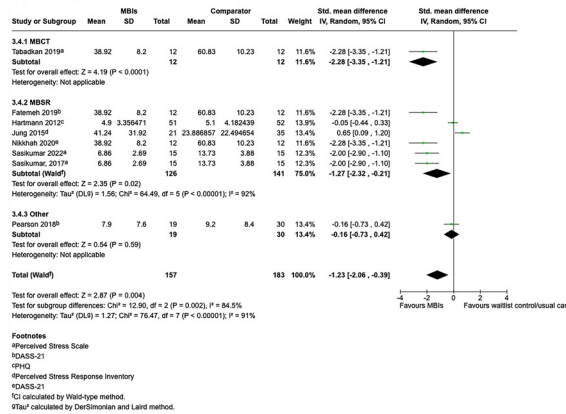 MBIs Comparator Std. mean difference Std. mean difference
Study or Subgroup Mean SD Total Mean SD Total Weight IV, Random, 95% CI IV, Random, 95% CI
3.4.1 MBCT
Tabadkan 2019ᵃ 38.92 8.2 12 60.83 10.23 12 11.6% -2.28 [-3.35 , -1.21]
Subtotal 12 12 11.6% -2.28 [-3.35 , -1.21]
Test for overall effect: Z = 4.19 (P < 0.0001)
Heterogeneity: Not applicable
3.4.2 MBSR
Fatemeh 2019ᵇ 38.92 8.2 12 60.83 10.23 12 11.6% -2.28 [-3.35 , -1.21]
Hartmann 2012ᶜ 4.9 3.356471 51 5.1 4.182439 52 13.9% -0.05 [-0.44 , 0.33]
Jung 2015ᵈ 41.24 31.92 21 23.886857 22.494654 35 13.4% 0.65 [0.09 , 1.20]
Nikkhah 2020ᵉ 38.92 8.2 12 60.83 10.23 12 11.6% -2.28 [-3.35 , -1.21]
Sasikumar 2022ᵃ 6.86 2.69 15 13.73 3.88 15 12.2% -2.00 [-2.90 , -1.10]
Sasikumar, 2017ᵃ 6.86 2.69 15 13.73 3.88 15 12.2% -2.00 [-2.90 , -1.10]
Subtotal (Waldᶠ) 126 141 75.0% -1.27 [-2.32 , -0.21]
Test for overall effect: Z = 2.35 (P = 0.02)
Heterogeneity: Tau² (DLᵍ) = 1.56; Chi² = 64.49, df = 5 (P < 0.00001); I² = 92%
3.4.3 Other
Pearson 2018ᵇ 7.9 7.6 19 9.2 8.4 30 13.4% -0.16 [-0.73 , 0.42]
Subtotal 19 30 13.4% -0.16 [-0.73 , 0.42]
Test for overall effect: Z = 0.54 (P = 0.59)
Heterogeneity: Not applicable
Total (Waldᶠ) 157 183 100.0% -1.23 [-2.06 , -0.39]
Test for overall effect: Z = 2.87 (P = 0.004)
Test for subgroup differences: Chi² = 12.90, df = 2 (P = 0.002), I² = 84.5%
Heterogeneity: Tau² (DLᵍ) = 1.27; Chi² = 76.47, df = 7 (P < 0.00001); I² = 91%
-4 -2 0 2 4
Favours MBIs Favours waitlist control/usual car
Footnotes
ᵃPerceived Stress Scale
ᵇDASS-21
ᶜPHQ
ᵈPerceived Stress Response Inventory
ᵉDASS-21
ᶠCI calculated by Wald-type method.
ᵍTau² calculated by DerSimonian and Laird method.